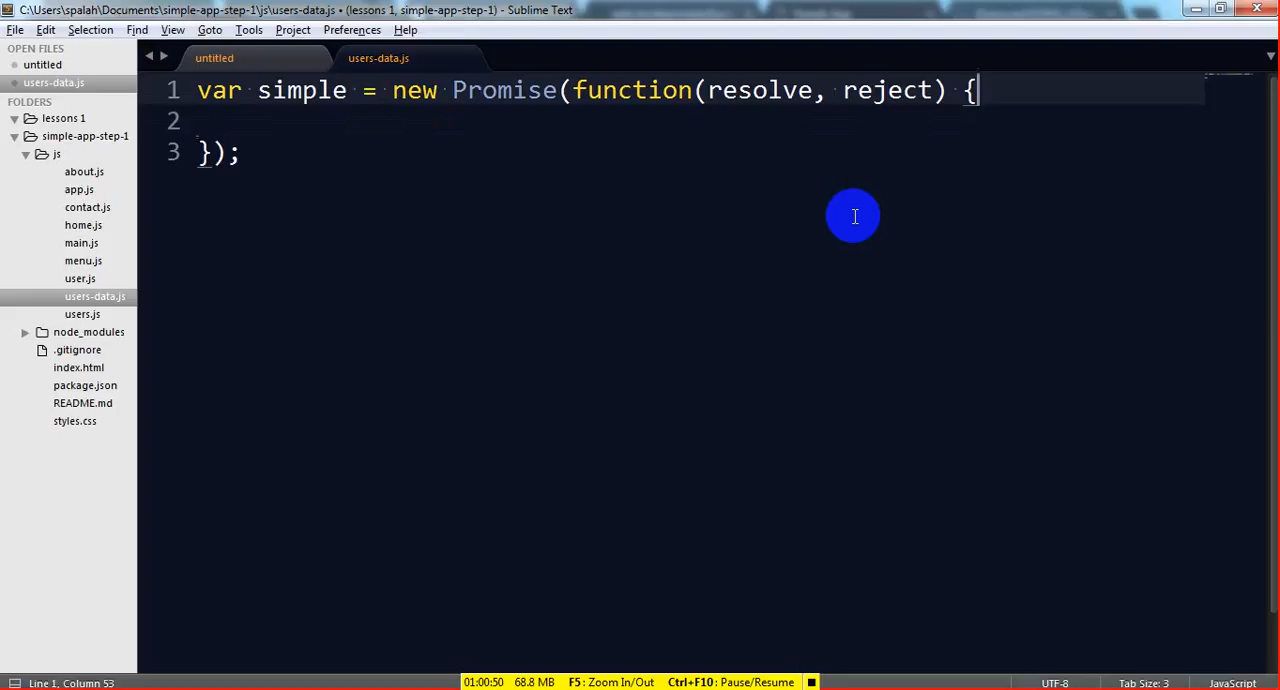 C:\Users\spalah\Documents\simple-app-step-1\js\users-data.js • (lessons 1, simple-app-step-1) - Sublime Text
File Edit Selection Find View Goto Tools Project Preferences Help
OPEN FILES
untitled
users-data.js
FOLDERS
lessons 1
simple-app-step-1
js
about.js
app.js
contact.js
home.js
main.js
menu.js
user.js
users-data.js
users.js
node_modules
.gitignore
index.html
package.json
README.md
styles.css
untitled
users-data.js
1 var simple = new Promise(function(resolve, reject) {
2
3 });
Line 1, Column 53
01:00:50 68.8 MB F5: Zoom In/Out Ctrl+F10: Pause/Resume
UTF-8 Tab Size: 3 JavaScript